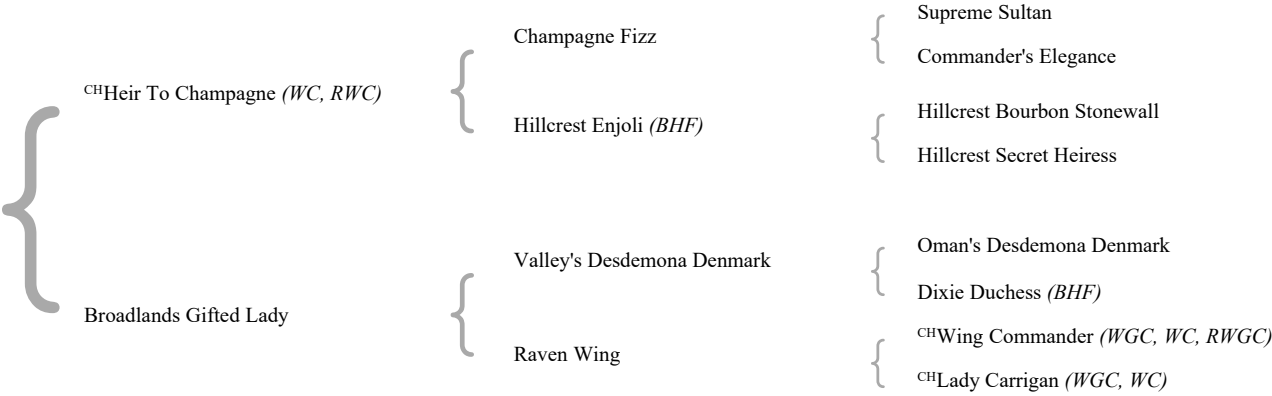 Supreme Sultan
Champagne Fizz
Commander's Elegance
CHHeir To Champagne (WC, RWC)
Hillcrest Bourbon Stonewall
Hillcrest Enjoli (BHF)
Hillcrest Secret Heiress
Oman's Desdemona Denmark
Valley's Desdemona Denmark
Dixie Duchess (BHF)
Broadlands Gifted Lady
CHWing Commander (WGC, WC, RWGC)
Raven Wing
CHLady Carrigan (WGC, WC)